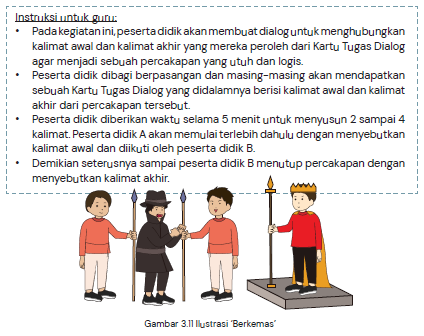 Instruksi untuk guru:
• Pada kegiatan ini, peserta didik akan membuat dialog untuk menghubungkan
kalimat awal dan kalimat akhir yang mereka peroleh dari Kartu Tugas Dialog
agar menjadi sebuah percakapan yang utuh dan logis.
• Peserta didik dibagi berpasangan dan masing-masing akan mendapatkan
sebuah Kartu Tugas Dialog yang didalamnya berisi kalimat awal dan kalimat
akhir dari percakapan tersebut.
• Peserta didik diberikan waktu selama 5 menit untuk menyusun 2 sampai 4
kalimat. Peserta didik A akan memulai terlebih dahulu dengan menyebutkan
kalimat awal dan diikuti oleh peserta didik B.
• Demikian seterusnya sampai peserta didik B menutup percakapan dengan
menyebutkan kalimat akhir.
Gambar 3.11 Ilustrasi ‘Berkemas’